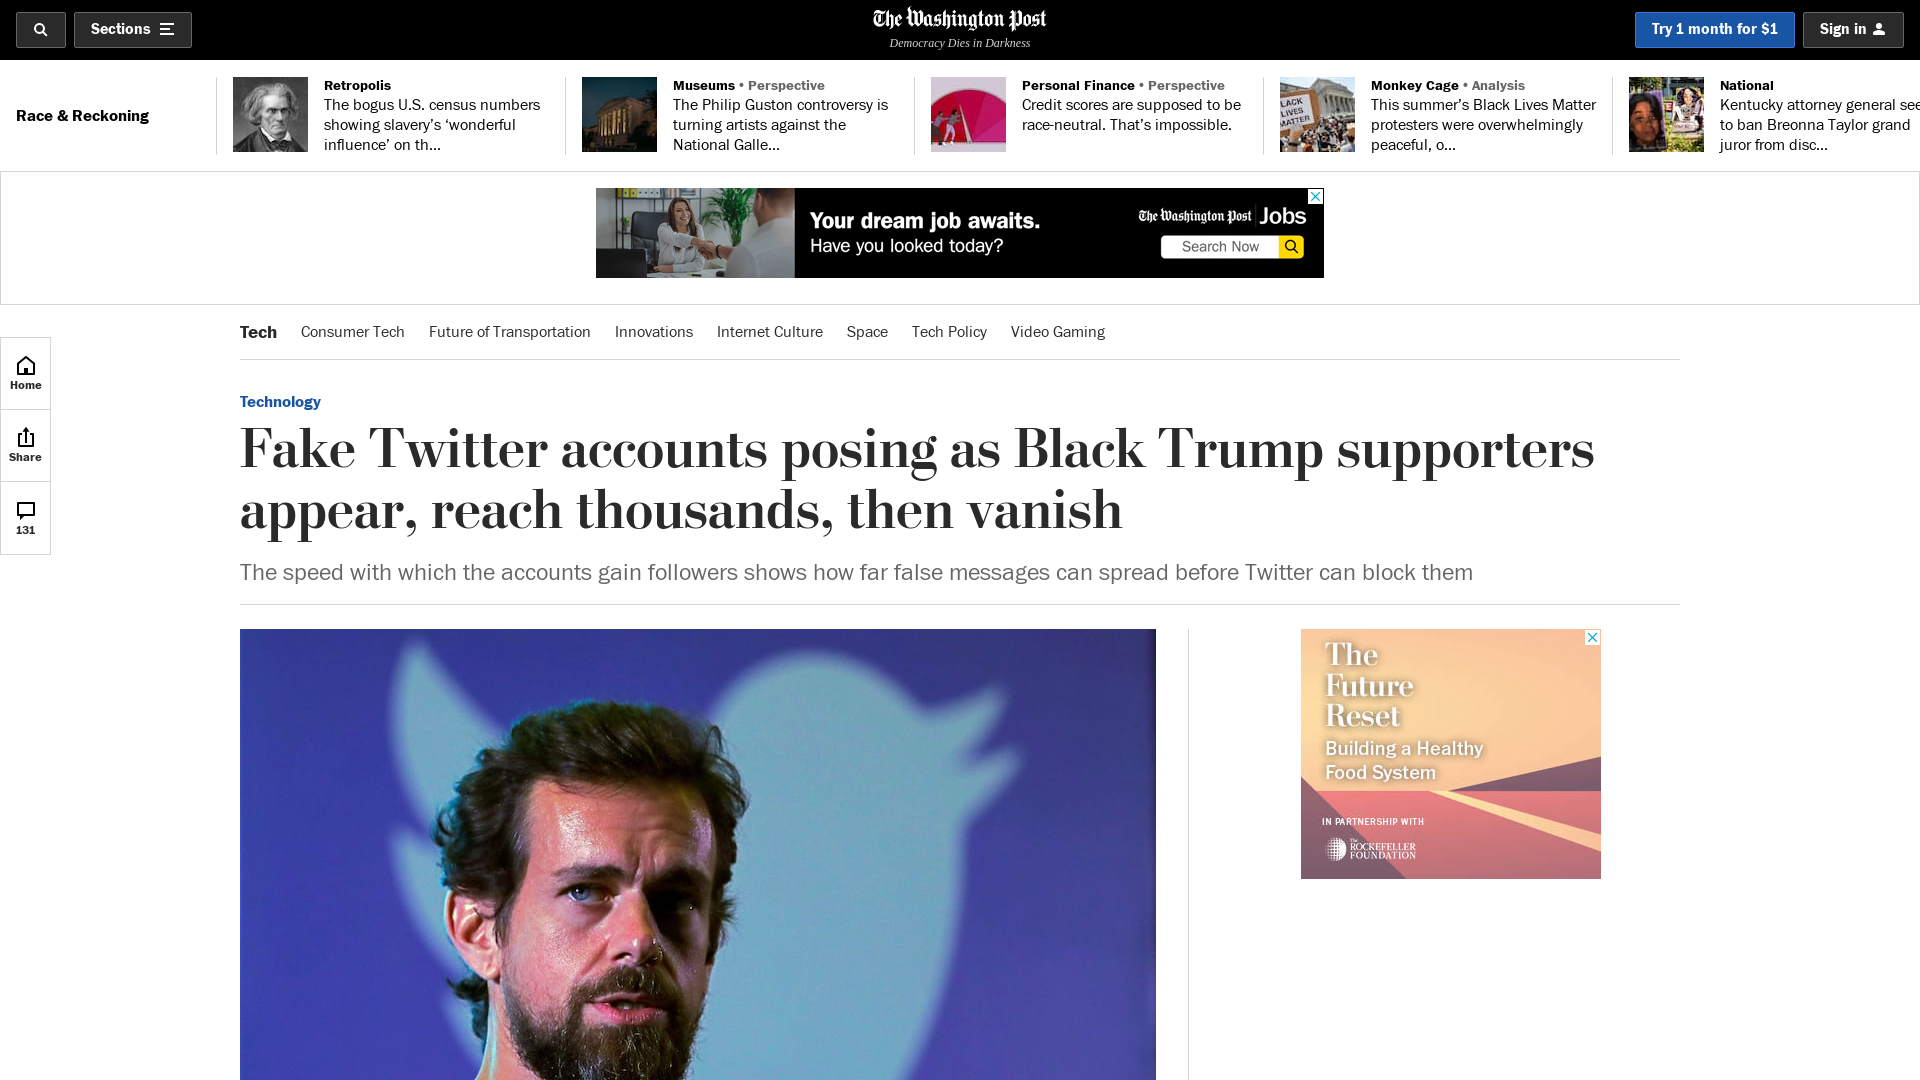 Sections
The Washington Post
Democracy Dies in Darkness
Try 1 month for $1
Sign in
Race & Reckoning
Retropolis
The bogus U.S. census numbers
showing slavery’s ‘wonderful
influence’ on th...
Museums • Perspective
The Philip Guston controversy is
turning artists against the
National Galle...
Personal Finance • Perspective
Credit scores are supposed to be
race-neutral. That’s impossible.
Monkey Cage • Analysis
This summer’s Black Lives Matter
protesters were overwhelmingly
peaceful, o...
National
Kentucky attorney general see
to ban Breonna Taylor grand
juror from disc...
LACK
LIVES
MATTER
Your dream job awaits.
Have you looked today?
The Washington Post Jobs
Search Now
Tech Consumer Tech Future of Transportation Innovations Internet Culture Space Tech Policy Video Gaming
Home
Share
131
Technology
Fake Twitter accounts posing as Black Trump supporters
appear, reach thousands, then vanish
The speed with which the accounts gain followers shows how far false messages can spread before Twitter can block them
The
Future
Reset
Building a Healthy
Food System
IN PARTNERSHIP WITH
The
ROCKEFELLER
FOUNDATION